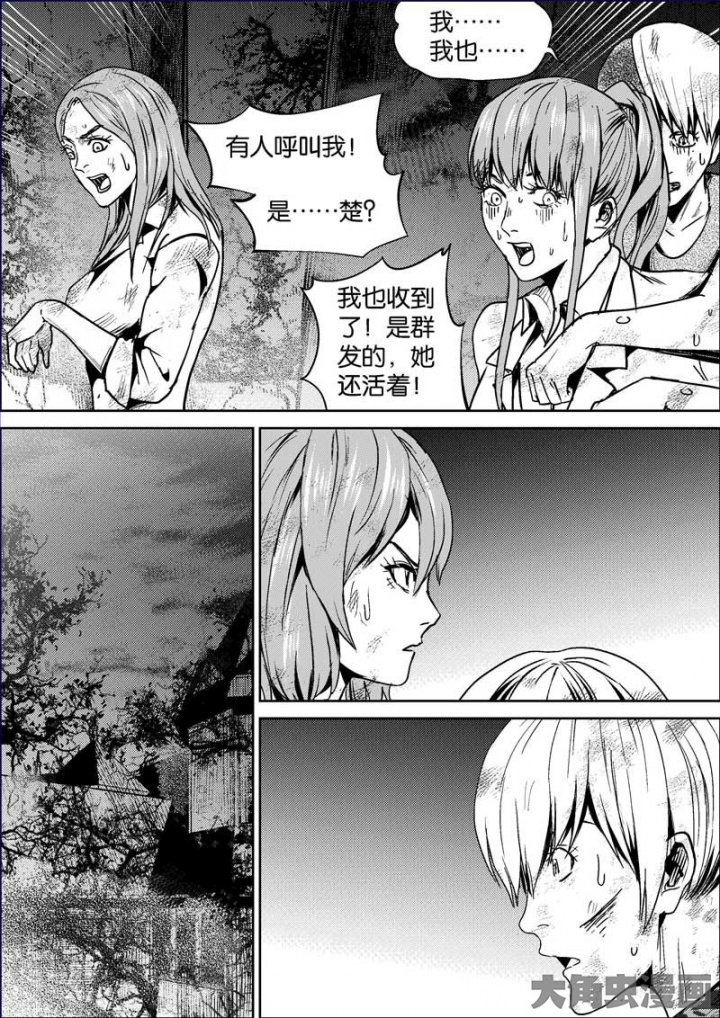 我……
我也……
有人呼叫我！
是……楚？
我也收到
了！是群
发的，她
还活着！
大角虫漫画